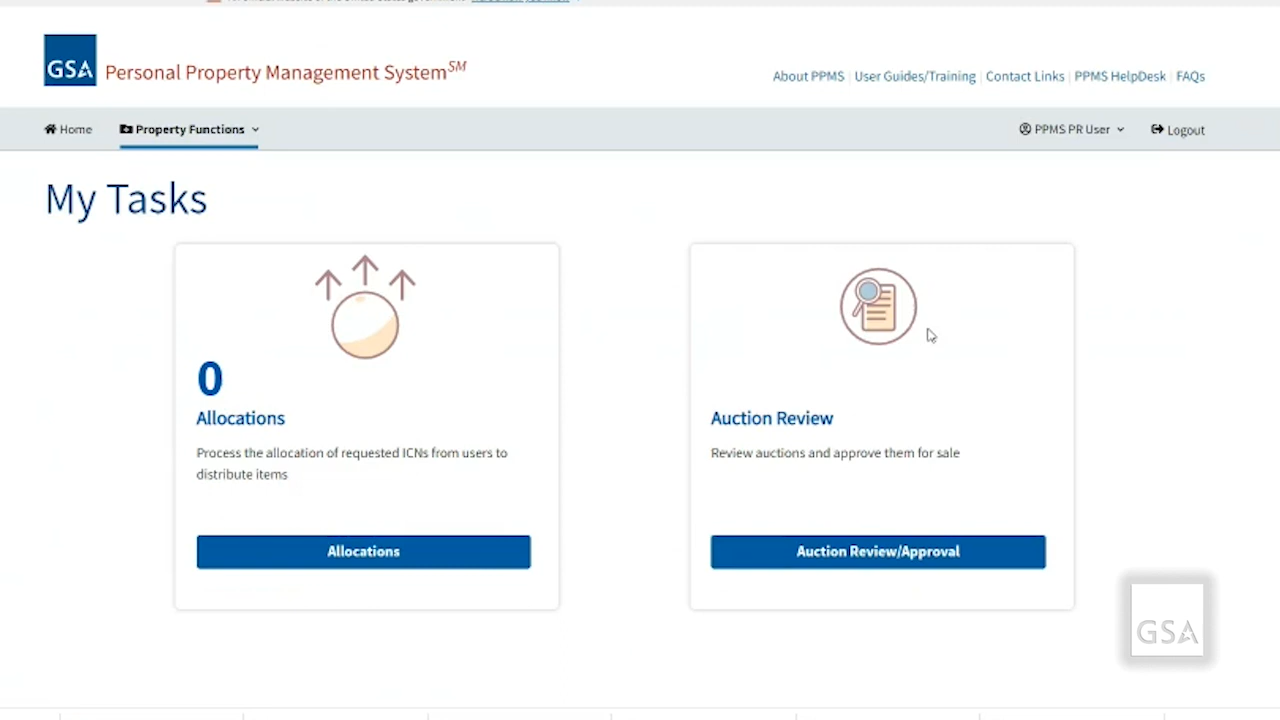 GSA
Personal Property Management System℠
About PPMS | User Guides/Training | Contact Links | PPMS HelpDesk | FAQs
Home
Property Functions
PPMS PR User
Logout
My Tasks
0
Allocations
Process the allocation of requested ICNs from users to
distribute items
Allocations
Auction Review
Review auctions and approve them for sale
Auction Review/Approval
GSA